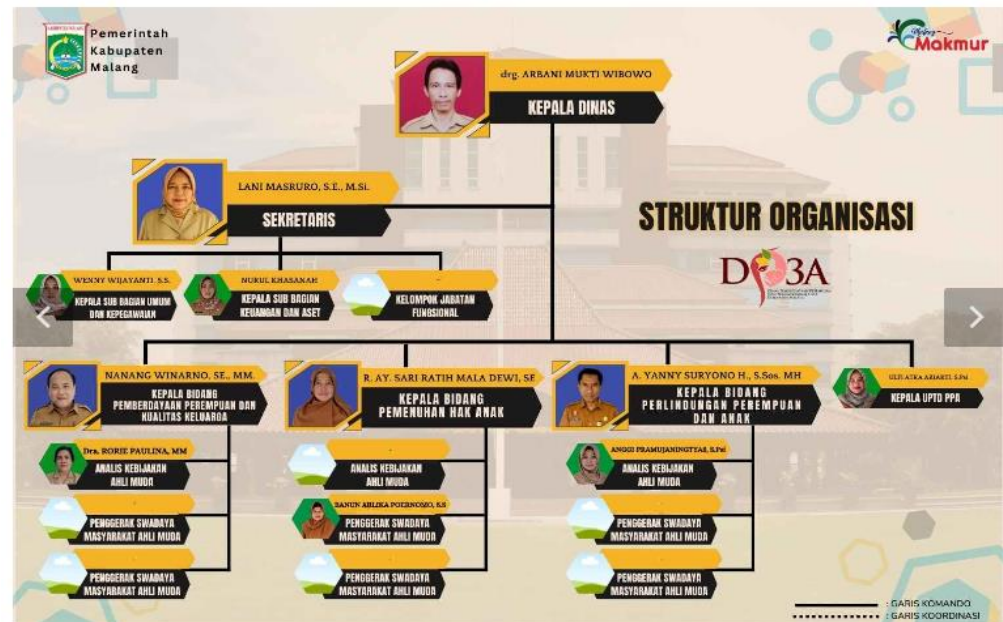 Pemerintah
Kabupaten
Malang
Makmur
drg. ARBANI MUKTI WIBOWO
KEPALA DINAS
LANI MASRURO, S.E., M.Si.
SEKRETARIS
STRUKTUR ORGANISASI
DP3A
WENNY WIJAYANTI. S.S.
KEPALA SUB BAGIAN UMUM
DAN KEPEGAWAIAN
NURUL KHASANAH
KEPALA SUB BAGIAN
KEUANGAN DAN ASET
-
KELOMPOK JABATAN
FUNGSIONAL
NANANG WINARNO, SE., MM.
KEPALA BIDANG
PEMBERDAYAAN PEREMPUAN DAN
KUALITAS KELUARGA
R. AY. SARI RATIH MALA DEWI, SE
KEPALA BIDANG
PEMENUHAN HAK ANAK
A. YANNY SURYONO H., S.Sos. MH
KEPALA BIDANG
PERLINDUNGAN PEREMPUAN
DAN ANAK
KEPALA UPTD PPA
Dra. RORIE PAULINA, MM
ANALIS KEBIJAKAN
AHLI MUDA
-
PENGGERAK SWADAYA
MASYARAKAT AHLI MUDA
-
PENGGERAK SWADAYA
MASYARAKAT AHLI MUDA
-
ANALIS KEBIJAKAN
AHLI MUDA
POERNOMO, S.S
PENGGERAK SWADAYA
MASYARAKAT AHLI MUDA
-
PENGGERAK SWADAYA
MASYARAKAT AHLI MUDA
ANGGI PRAMUJANINGTYAS, S.Psi
ANALIS KEBIJAKAN
AHLI MUDA
-
PENGGERAK SWADAYA
MASYARAKAT AHLI MUDA
-
PENGGERAK SWADAYA
MASYARAKAT AHLI MUDA
: GARIS KOMANDO
: GARIS KOORDINASI